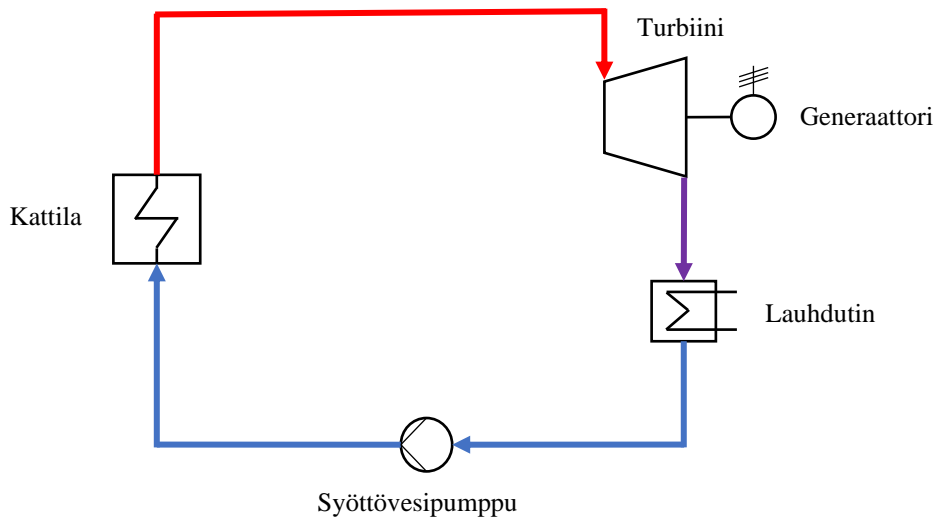 Turbiini
Generaattori
Kattila
Lauhdutin
Syöttövesipumppu